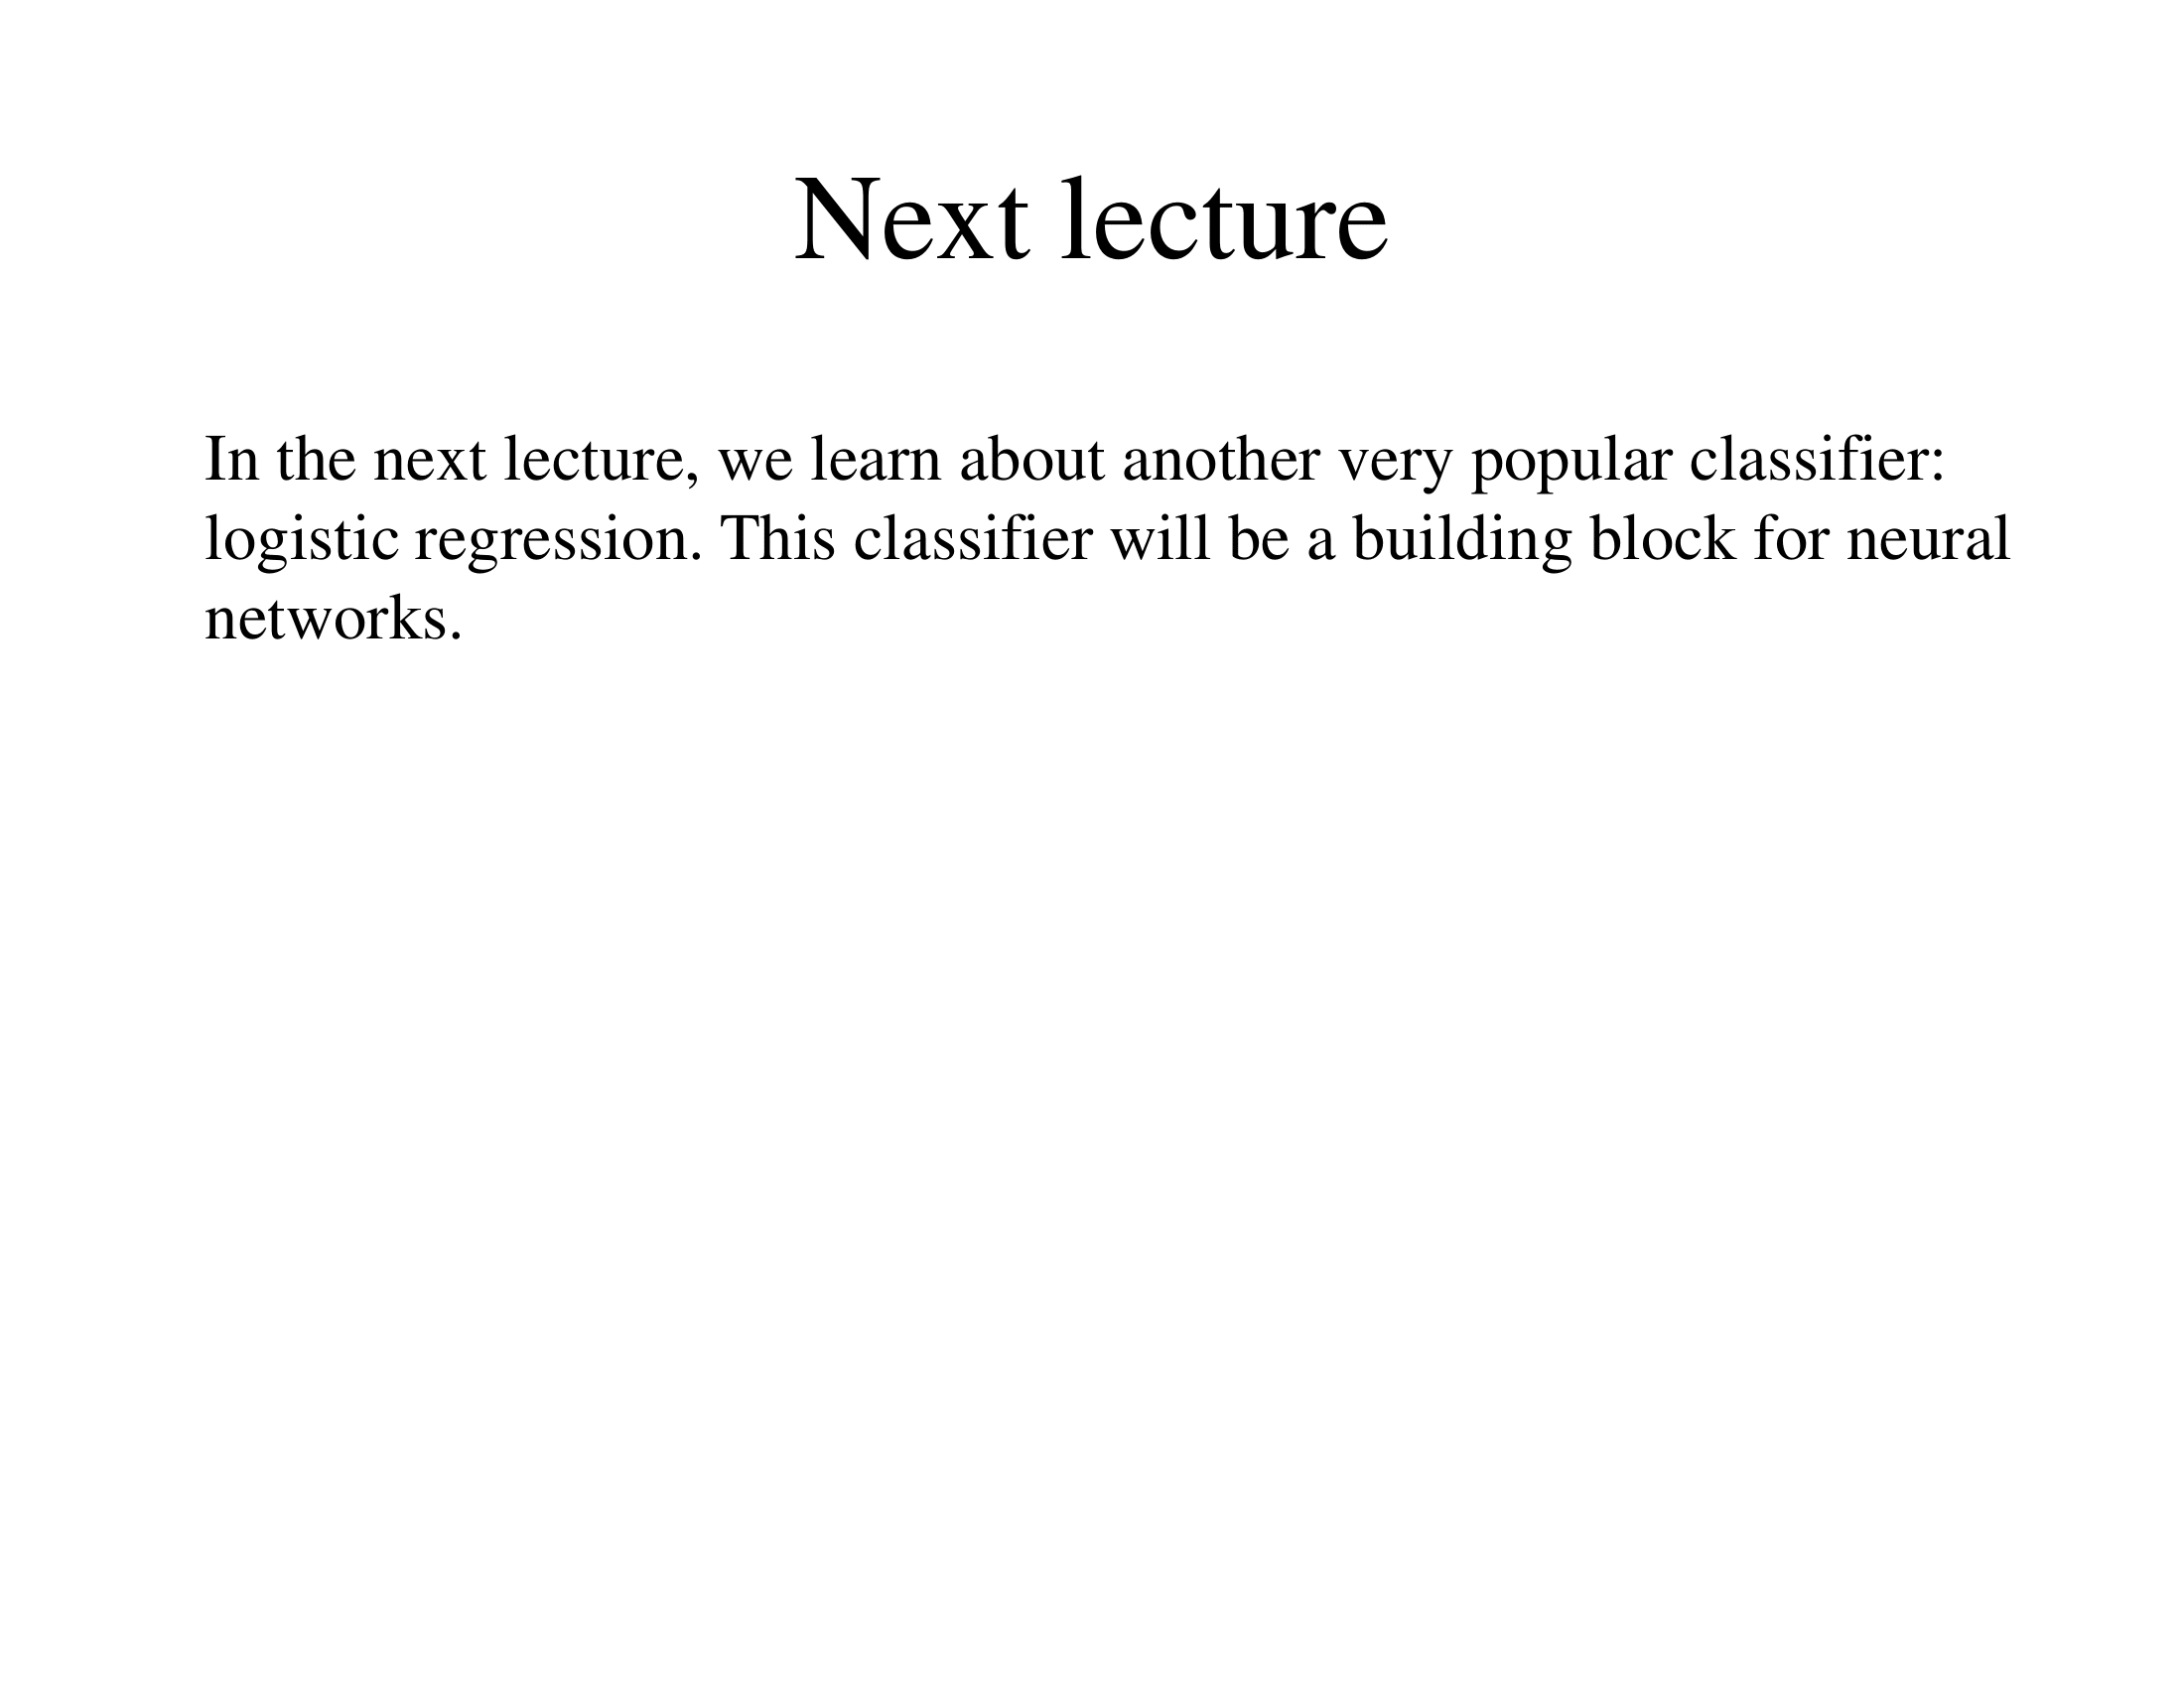 Next lecture
In the next lecture, we learn about another very popular classifier:
logistic regression. This classifier will be a building block for neural
networks.